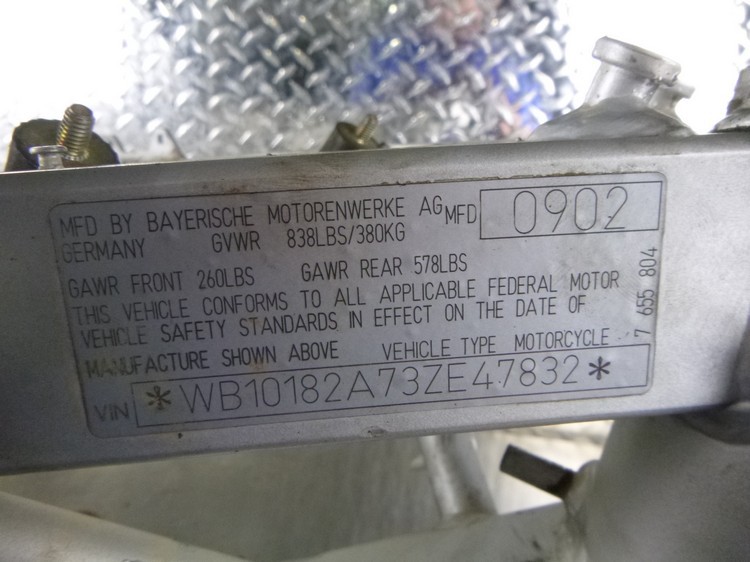 MFD BY BAYERISCHE MOTORENWERKE AG MFD 0902
GERMANY GVWR 838LBS/380KG
GAWR FRONT 260LBS GAWR REAR 578LBS
THIS VEHICLE CONFORMS TO ALL APPLICABLE FEDERAL MOTOR
VEHICLE SAFETY STANDARDS IN EFFECT ON THE DATE OF
MANUFACTURE SHOWN ABOVE VEHICLE TYPE MOTORCYCLE
VIN *WB10182A73ZE47832*
7 655 804